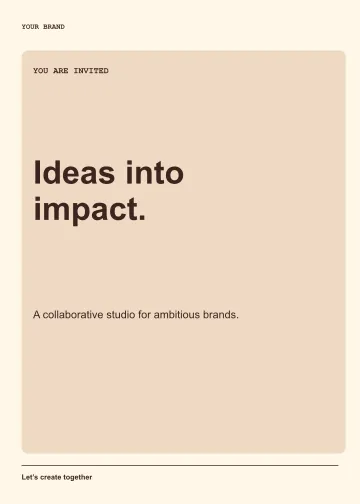 YOUR BRAND
YOU ARE INVITED
Ideas into
impact.
A collaborative studio for ambitious brands.
Let's create together